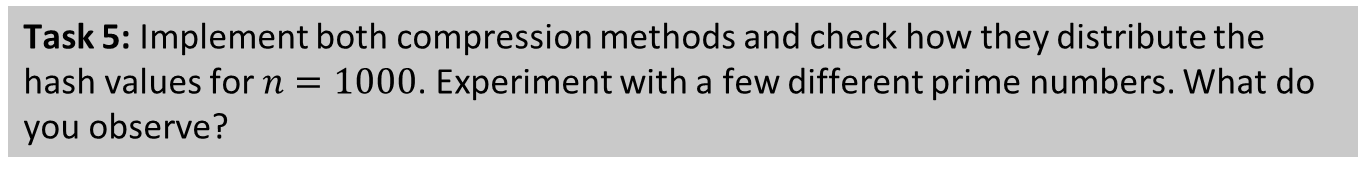 Task 5: Implement both compression methods and check how they distribute the
hash values for n = 1000. Experiment with a few different prime numbers. What do
you observe?